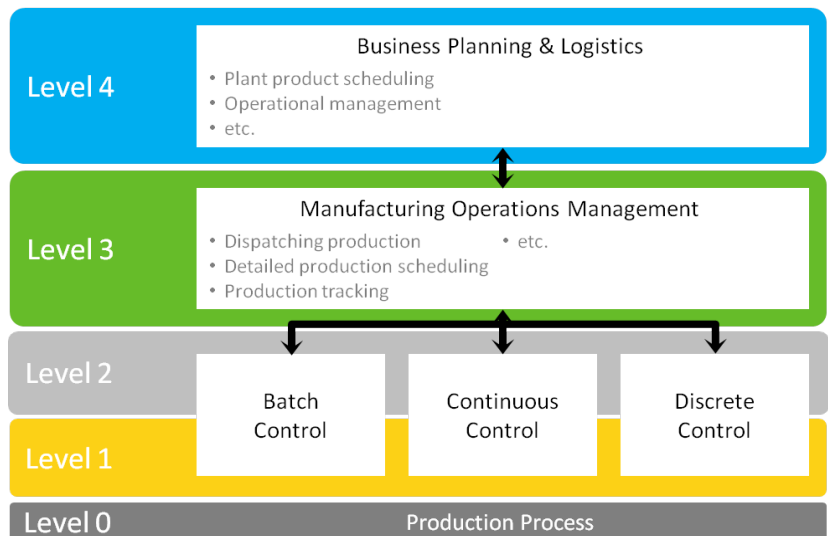 Level 4
Business Planning & Logistics
• Plant product scheduling
• Operational management
• etc.
Level 3
Manufacturing Operations Management
• Dispatching production
• etc.
• Detailed production scheduling
• Production tracking
Level 2
Batch
Control
Continuous
Control
Discrete
Control
Level 1
Level 0
Production Process